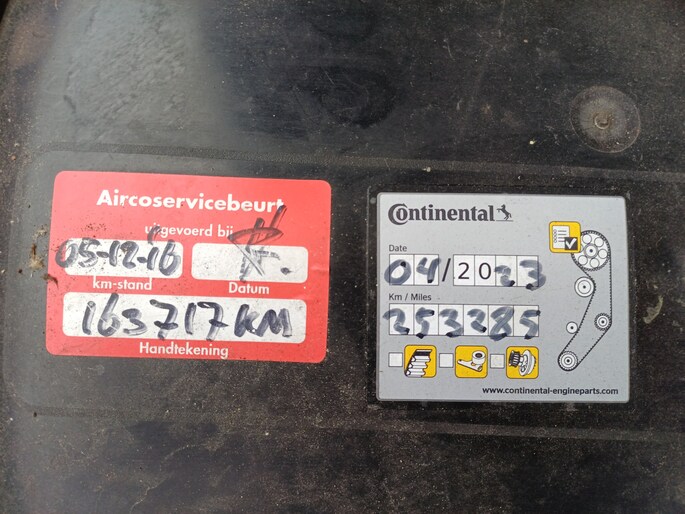 Aircoservicebeurt
uitgevoerd bij
05-12-16
km-stand
Datum
163717KM
Handtekening
Continental
Date
04/2023
Km / Miles
253285
www.continental-engineparts.com